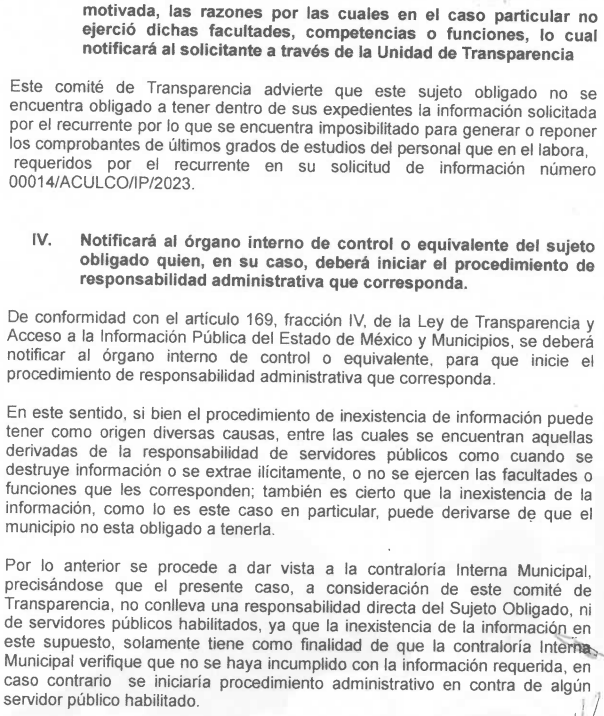 motivada, las razones por las cuales en el caso particular no
ejerció dichas facultades, competencias o funciones, lo cual
notificará al solicitante a través de la Unidad de Transparencia
Este comité de Transparencia advierte que este sujeto obligado no se
encuentra obligado a tener dentro de sus expedientes la información solicitada
por el recurrente por lo que se encuentra imposibilitado para generar o reponer
los comprobantes de últimos grados de estudios del personal que en el labora,
requeridos por el recurrente en su solicitud de información número
00014/ACULCO/IP/2023.
IV. Notificará al órgano interno de control o equivalente del sujeto
obligado quien, en su caso, deberá iniciar el procedimiento de
responsabilidad administrativa que corresponda.
De conformidad con el artículo 169, fracción IV, de la Ley de Transparencia y
Acceso a la Información Pública del Estado de México y Municipios, se deberá
notificar al órgano interno de control o equivalente, para que inicie el
procedimiento de responsabilidad administrativa que corresponda.
En este sentido, si bien el procedimiento de inexistencia de información puede
tener como origen diversas causas, entre las cuales se encuentran aquellas
derivadas de la responsabilidad de servidores públicos como cuando se
destruye información o se extrae ilícitamente, o no se ejercen las facultades o
funciones que les corresponden; también es cierto que la inexistencia de la
información, como lo es este caso en particular, puede derivarse de que el
municipio no esta obligado a tenerla.
Por lo anterior se procede a dar vista a la contraloría Interna Municipal,
precisándose que el presente caso, a consideración de este comité de
Transparencia, no conlleva una responsabilidad directa del Sujeto Obligado, ni
de servidores públicos habilitados, ya que la inexistencia de la información en
este supuesto, solamente tiene como finalidad de que la contraloría Interna
Municipal verifique que no se haya incumplido con la información requerida, en
caso contrario se iniciaría procedimiento administrativo en contra de algún
servidor público habilitado.